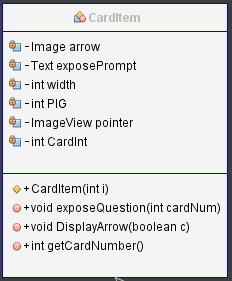 CardItem
-Image arrow
-Text exposePrompt
-int width
-int PIG
-ImageView pointer
-int CardInt
+CardItem(int i)
+void exposeQuestion(int cardNum)
+void DisplayArrow(boolean c)
+int getCardNumber()